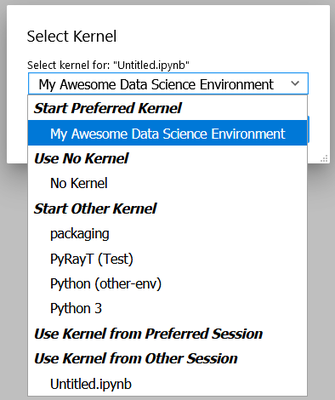 Select Kernel
Select kernel for: "Untitled.ipynb"
My Awesome Data Science Environment
Start Preferred Kernel
My Awesome Data Science Environment
Use No Kernel
No Kernel
Start Other Kernel
packaging
PyRayT (Test)
Python (other-env)
Python 3
Use Kernel from Preferred Session
Use Kernel from Other Session
Untitled.ipynb